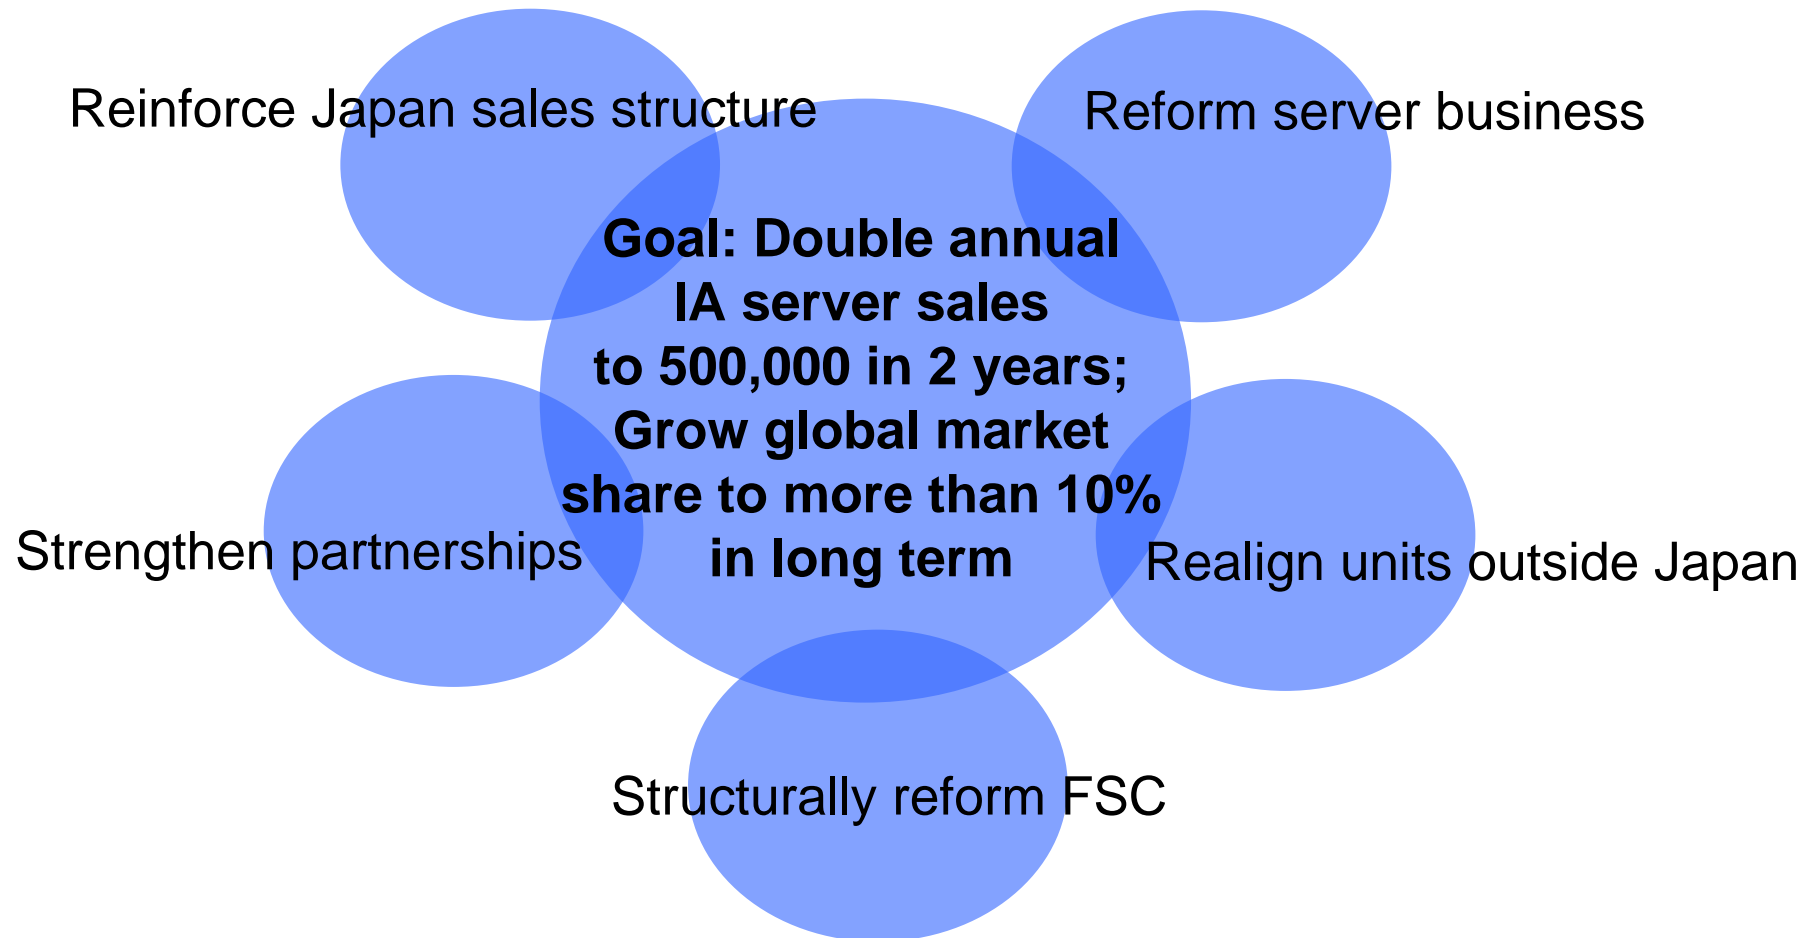 Reinforce Japan sales structure
Reform server business
Goal: Double annual
IA server sales
to 500,000 in 2 years;
Grow global market
share to more than 10%
in long term
Strengthen partnerships
Realign units outside Japan
Structurally reform FSC